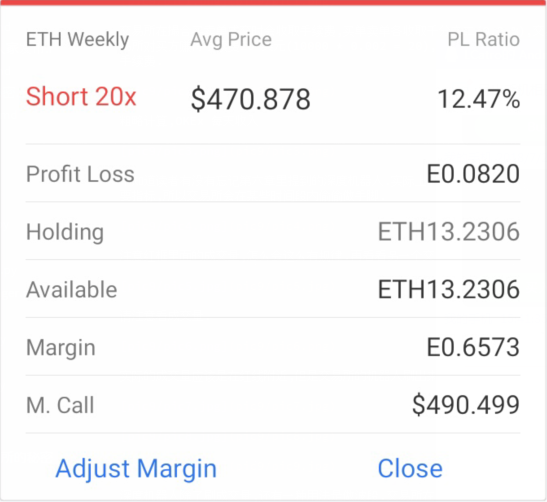 ETH Weekly Avg Price PL Ratio
Short 20x $470.878 12.47%
Profit Loss E0.0820
Holding ETH13.2306
Available ETH13.2306
Margin E0.6573
M. Call $490.499
Adjust Margin Close